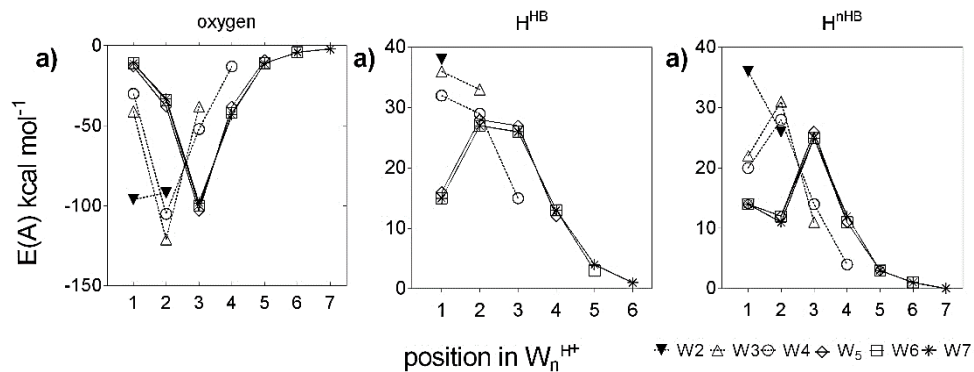 oxygen
H^HB
H^nHB
a)
a)
a)
E(A) kcal mol⁻¹
0
-50
-100
-150
40
30
20
10
0
40
30
20
10
0
1 2 3 4 5 6 7
1 2 3 4 5 6
1 2 3 4 5 6 7
position in Wₙ^H+
W2 W3 W4 W₅ W6 W7